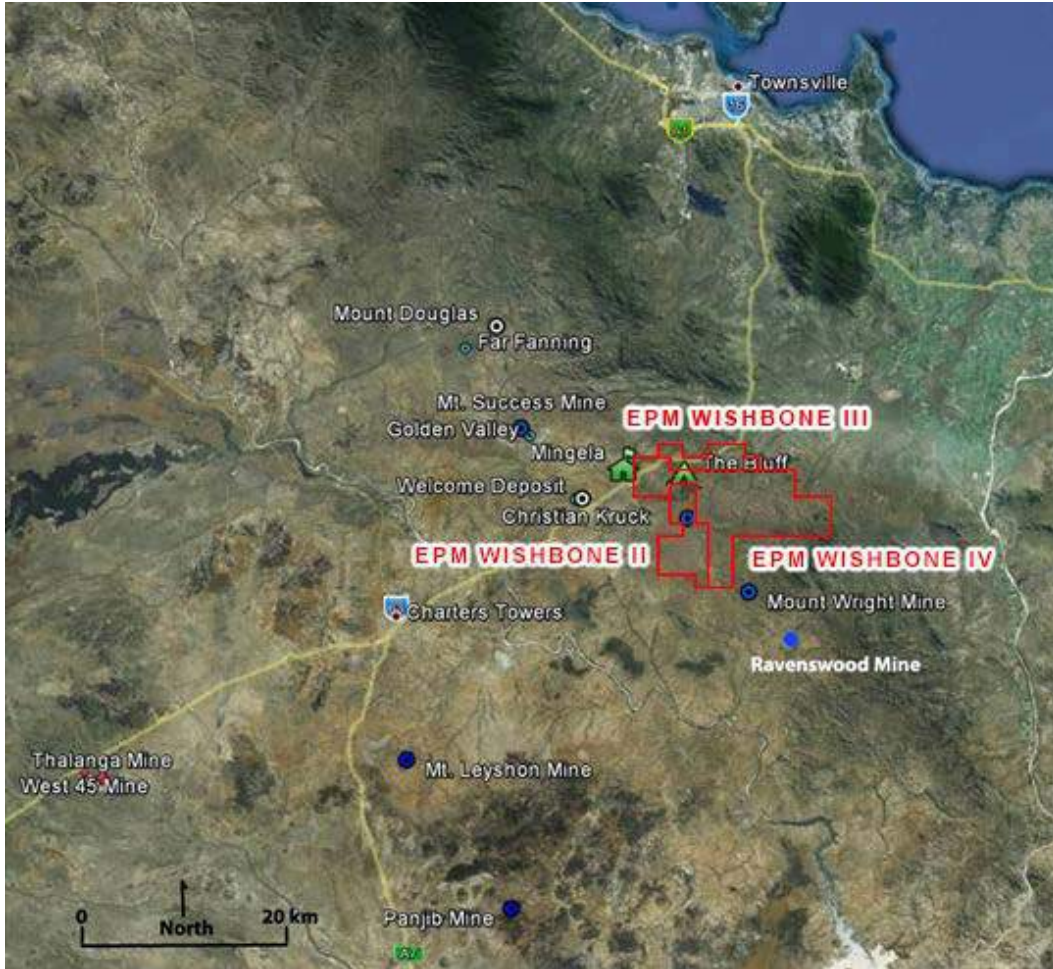 Townsville
16
Mount Douglas
Far Fanning
Mt. Success Mine
Golden Valley
EPM WISHBONE III
Mingela
The Bluff
Welcome Deposit
Christian Kruck
EPM WISHBONE II
EPM WISHBONE IV
Charters Towers
Mount Wright Mine
Ravenswood Mine
Thalanga Mine
West 45 Mine
Mt. Leyshon Mine
0
20 km
North
Panjib Mine
A7